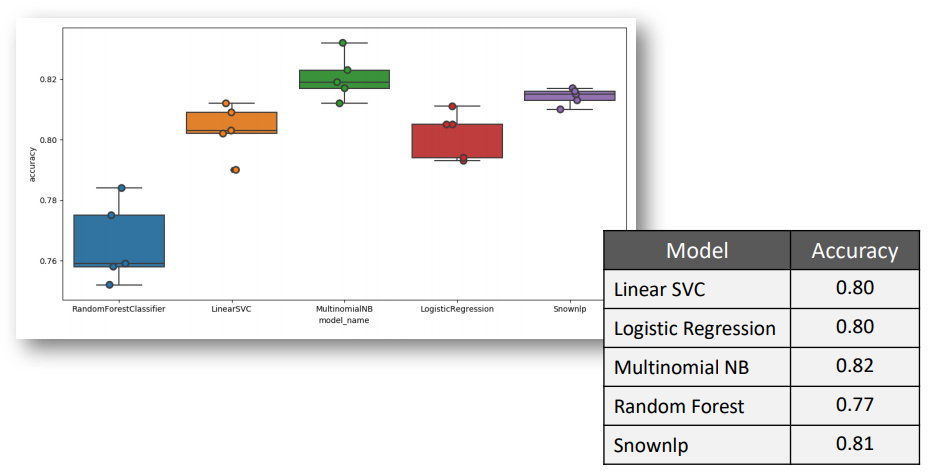 accuracy
0.82
0.80
0.78
0.76
RandomForestClassifier LinearSVC MultinomialNB LogisticRegression Snownlp
model_name
Model Accuracy
Linear SVC 0.80
Logistic Regression 0.80
Multinomial NB 0.82
Random Forest 0.77
Snownlp 0.81